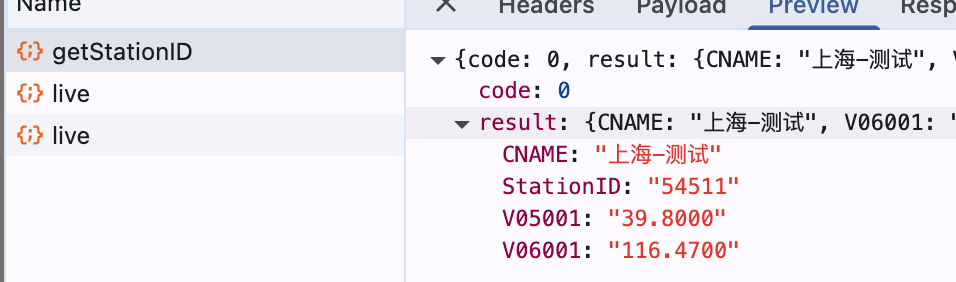 Name
Headers Payload Preview
getStationID
live
live
{code: 0, result: {CNAME: "上海-测试",
code: 0
result: {CNAME: "上海-测试", V06001: "
CNAME: "上海-测试"
StationID: "54511"
V05001: "39.8000"
V06001: "116.4700"